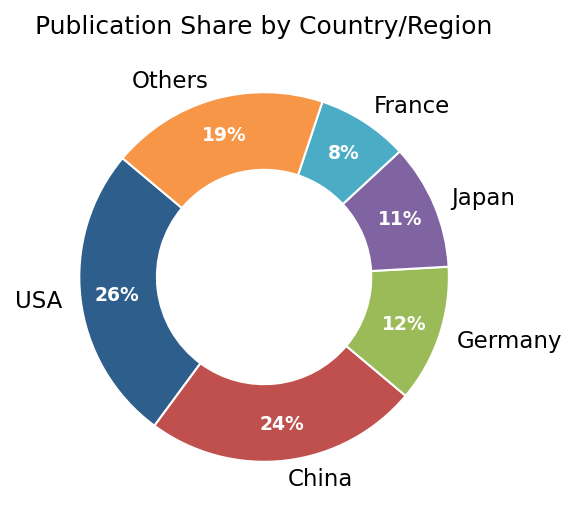 Publication Share by Country/Region
Others
France
19%
8%
Japan
11%
USA
26%
12%
Germany
24%
China